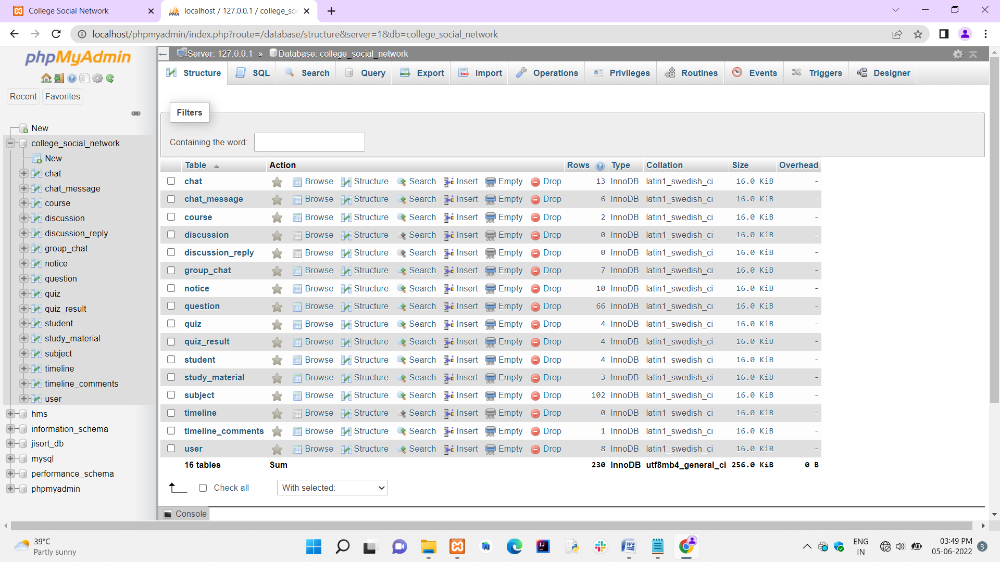 College Social Network
localhost / 127.0.0.1 / college_so
localhost/phpmyadmin/index.php?route=/database/structure&server=1&db=college_social_network
phpMyAdmin
Recent Favorites
New
college_social_network
New
chat
chat_message
course
discussion
discussion_reply
group_chat
notice
question
quiz
quiz_result
student
study_material
subject
timeline
timeline_comments
user
hms
information_schema
jisort_db
mysql
performance_schema
phpmyadmin
Server: 127.0.0.1 » Database: college_social_network
Structure SQL Search Query Export Import Operations Privileges Routines Events Triggers Designer
Filters
Containing the word:
Table Action Rows Type Collation Size Overhead
chat Browse Structure Search Insert Empty Drop 13 InnoDB latin1_swedish_ci 16.0 KiB -
chat_message Browse Structure Search Insert Empty Drop 6 InnoDB latin1_swedish_ci 16.0 KiB -
course Browse Structure Search Insert Empty Drop 2 InnoDB latin1_swedish_ci 16.0 KiB -
discussion Browse Structure Search Insert Empty Drop 0 InnoDB latin1_swedish_ci 16.0 KiB -
discussion_reply Browse Structure Search Insert Empty Drop 0 InnoDB latin1_swedish_ci 16.0 KiB -
group_chat Browse Structure Search Insert Empty Drop 7 InnoDB latin1_swedish_ci 16.0 KiB -
notice Browse Structure Search Insert Empty Drop 10 InnoDB latin1_swedish_ci 16.0 KiB -
question Browse Structure Search Insert Empty Drop 66 InnoDB latin1_swedish_ci 16.0 KiB -
quiz Browse Structure Search Insert Empty Drop 4 InnoDB latin1_swedish_ci 16.0 KiB -
quiz_result Browse Structure Search Insert Empty Drop 4 InnoDB latin1_swedish_ci 16.0 KiB -
student Browse Structure Search Insert Empty Drop 4 InnoDB latin1_swedish_ci 16.0 KiB -
study_material Browse Structure Search Insert Empty Drop 3 InnoDB latin1_swedish_ci 16.0 KiB -
subject Browse Structure Search Insert Empty Drop 102 InnoDB latin1_swedish_ci 16.0 KiB -
timeline Browse Structure Search Insert Empty Drop 0 InnoDB latin1_swedish_ci 16.0 KiB -
timeline_comments Browse Structure Search Insert Empty Drop 1 InnoDB latin1_swedish_ci 16.0 KiB -
user Browse Structure Search Insert Empty Drop 8 InnoDB latin1_swedish_ci 16.0 KiB -
16 tables Sum 230 InnoDB utf8mb4_general_ci 256.0 KiB 0 B
Check all With selected:
Console
39°C
Partly sunny
ENG
IN
03:49 PM
05-06-2022
3